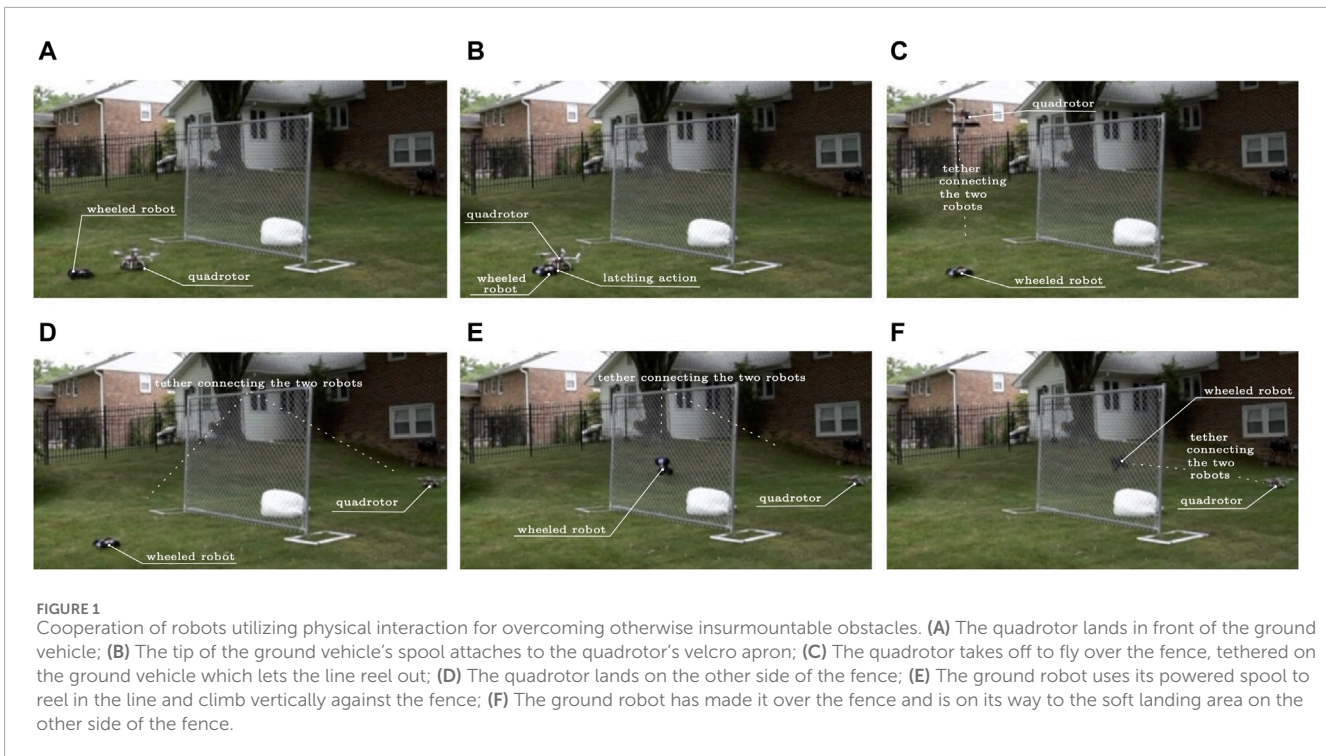 A
B
C
wheeled robot
quadrotor
quadrotor
wheeled
robot
latching action
quadrotor
tether
connecting
the two
robots
wheeled robot
D
E
F
tether connecting the two robots
quadrotor
wheeled robot
tether connecting the two robots
quadrotor
wheeled robot
wheeled robot
tether
connecting
the two
robots
quadrotor
FIGURE 1
Cooperation of robots utilizing physical interaction for overcoming otherwise insurmountable obstacles. (A) The quadrotor lands in front of the ground
vehicle; (B) The tip of the ground vehicle's spool attaches to the quadrotor's velcro apron; (C) The quadrotor takes off to fly over the fence, tethered on
the ground vehicle which lets the line reel out; (D) The quadrotor lands on the other side of the fence; (E) The ground robot uses its powered spool to
reel in the line and climb vertically against the fence; (F) The ground robot has made it over the fence and is on its way to the soft landing area on the
other side of the fence.